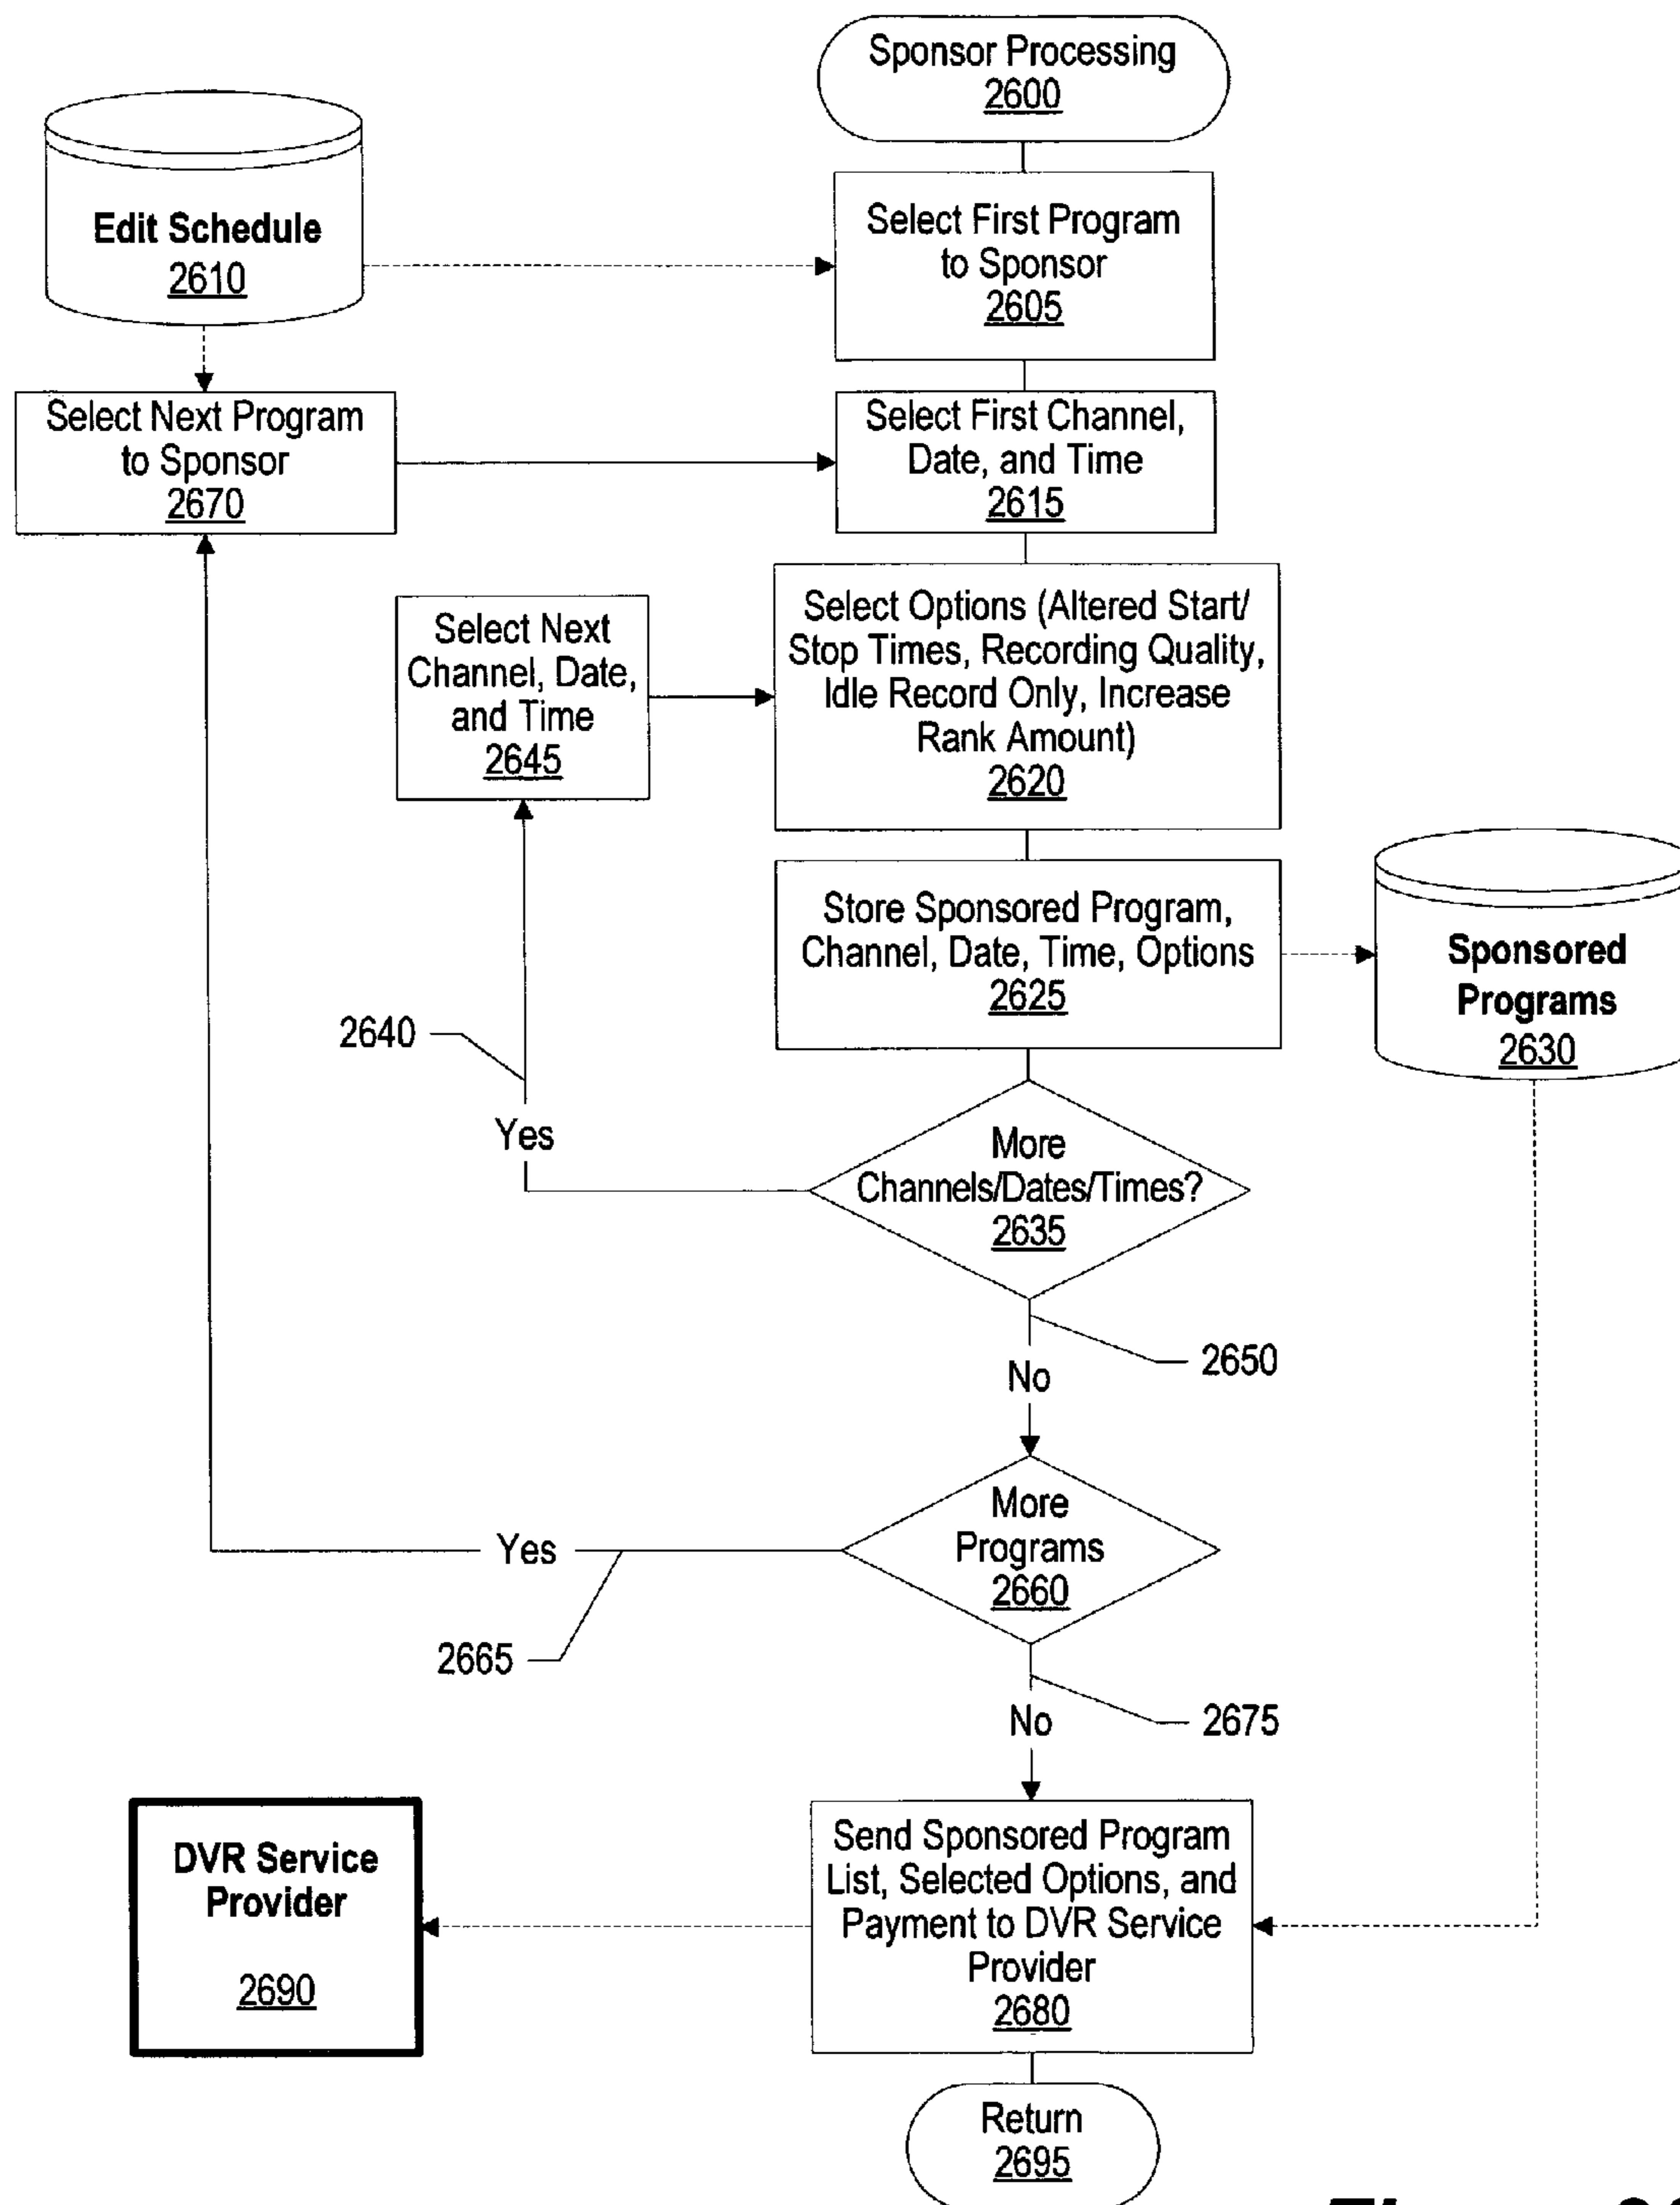 Sponsor Processing
2600
Edit Schedule
2610
Select First Program
to Sponsor
2605
Select Next Program
to Sponsor
2670
Select First Channel,
Date, and Time
2615
Select Next
Channel, Date,
and Time
2645
Select Options (Altered Start/
Stop Times, Recording Quality,
Idle Record Only, Increase
Rank Amount)
2620
Store Sponsored Program,
Channel, Date, Time, Options
2625
Sponsored
Programs
2630
2640
Yes
More
Channels/Dates/Times?
2635
2650
No
More
Programs
2660
Yes
2665
2675
No
DVR Service
Provider
2690
Send Sponsored Program
List, Selected Options, and
Payment to DVR Service
Provider
2680
Return
2695